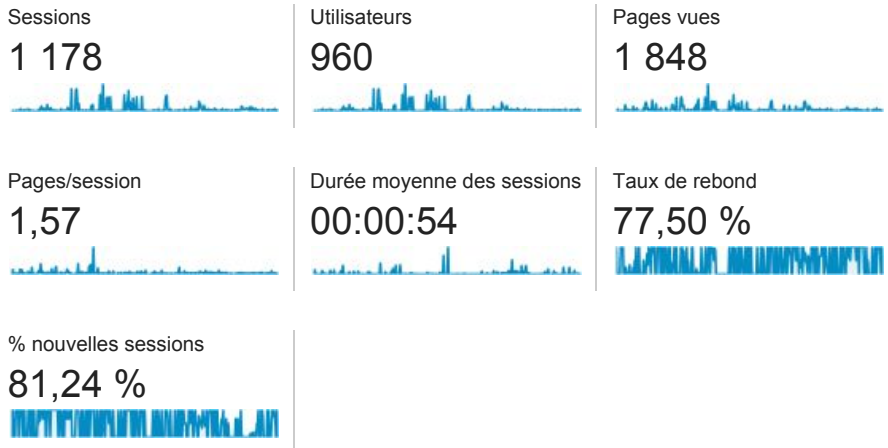 Sessions
1 178
Utilisateurs
960
Pages vues
1 848
Pages/session
1,57
Durée moyenne des sessions
00:00:54
Taux de rebond
77,50 %
% nouvelles sessions
81,24 %